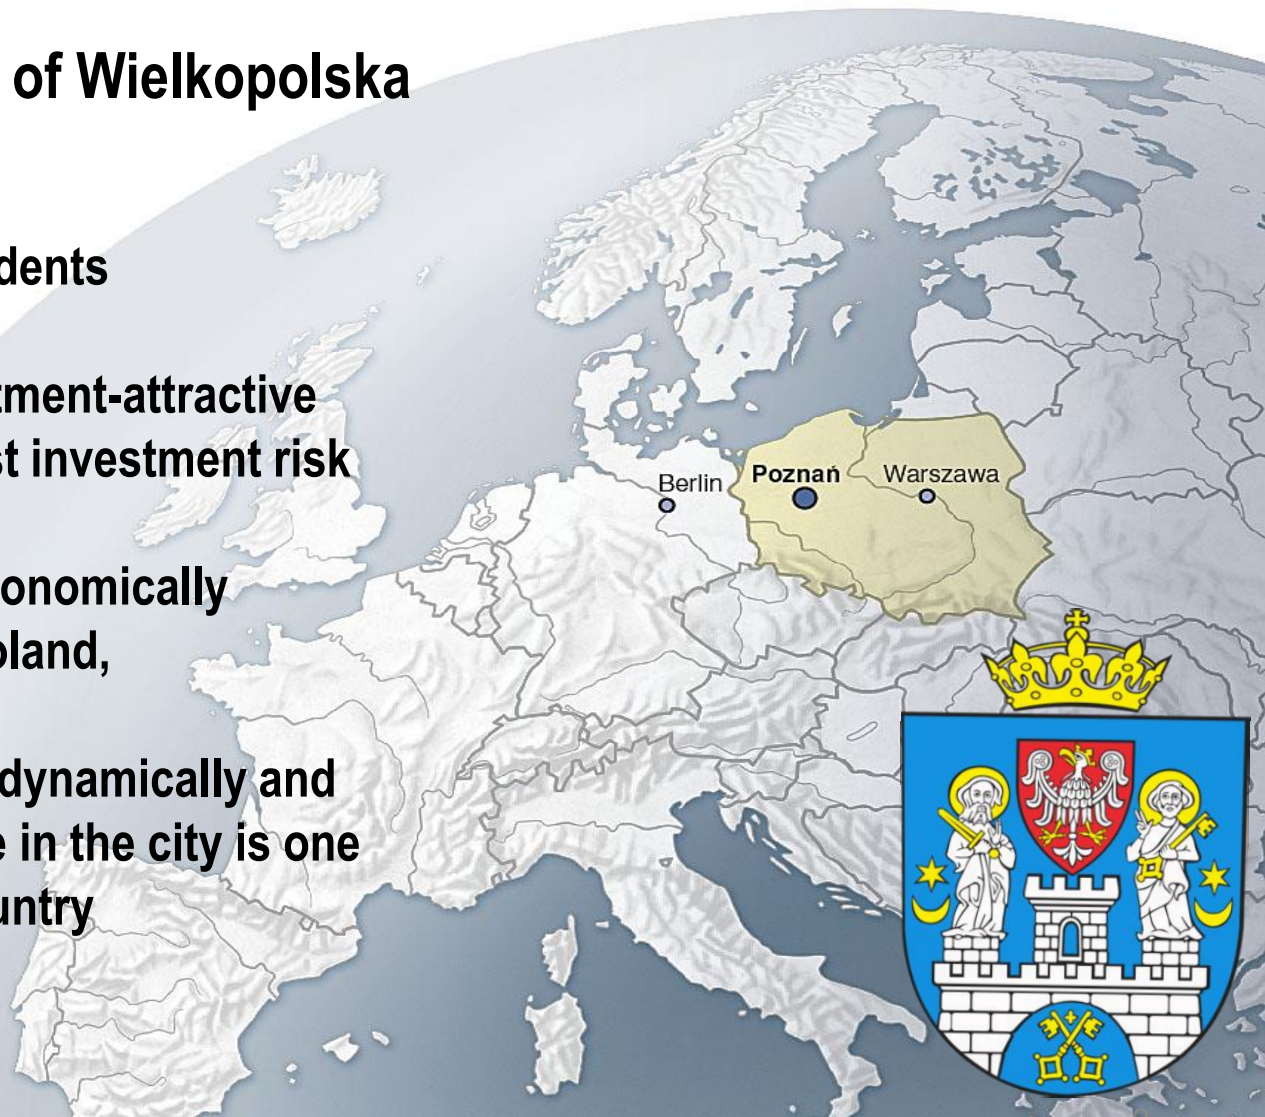 of Wielkopolska
dents
tment-attractive
st investment risk
onomically
oland,
dynamically and
e in the city is one
untry
Berlin
Poznań
Warszawa